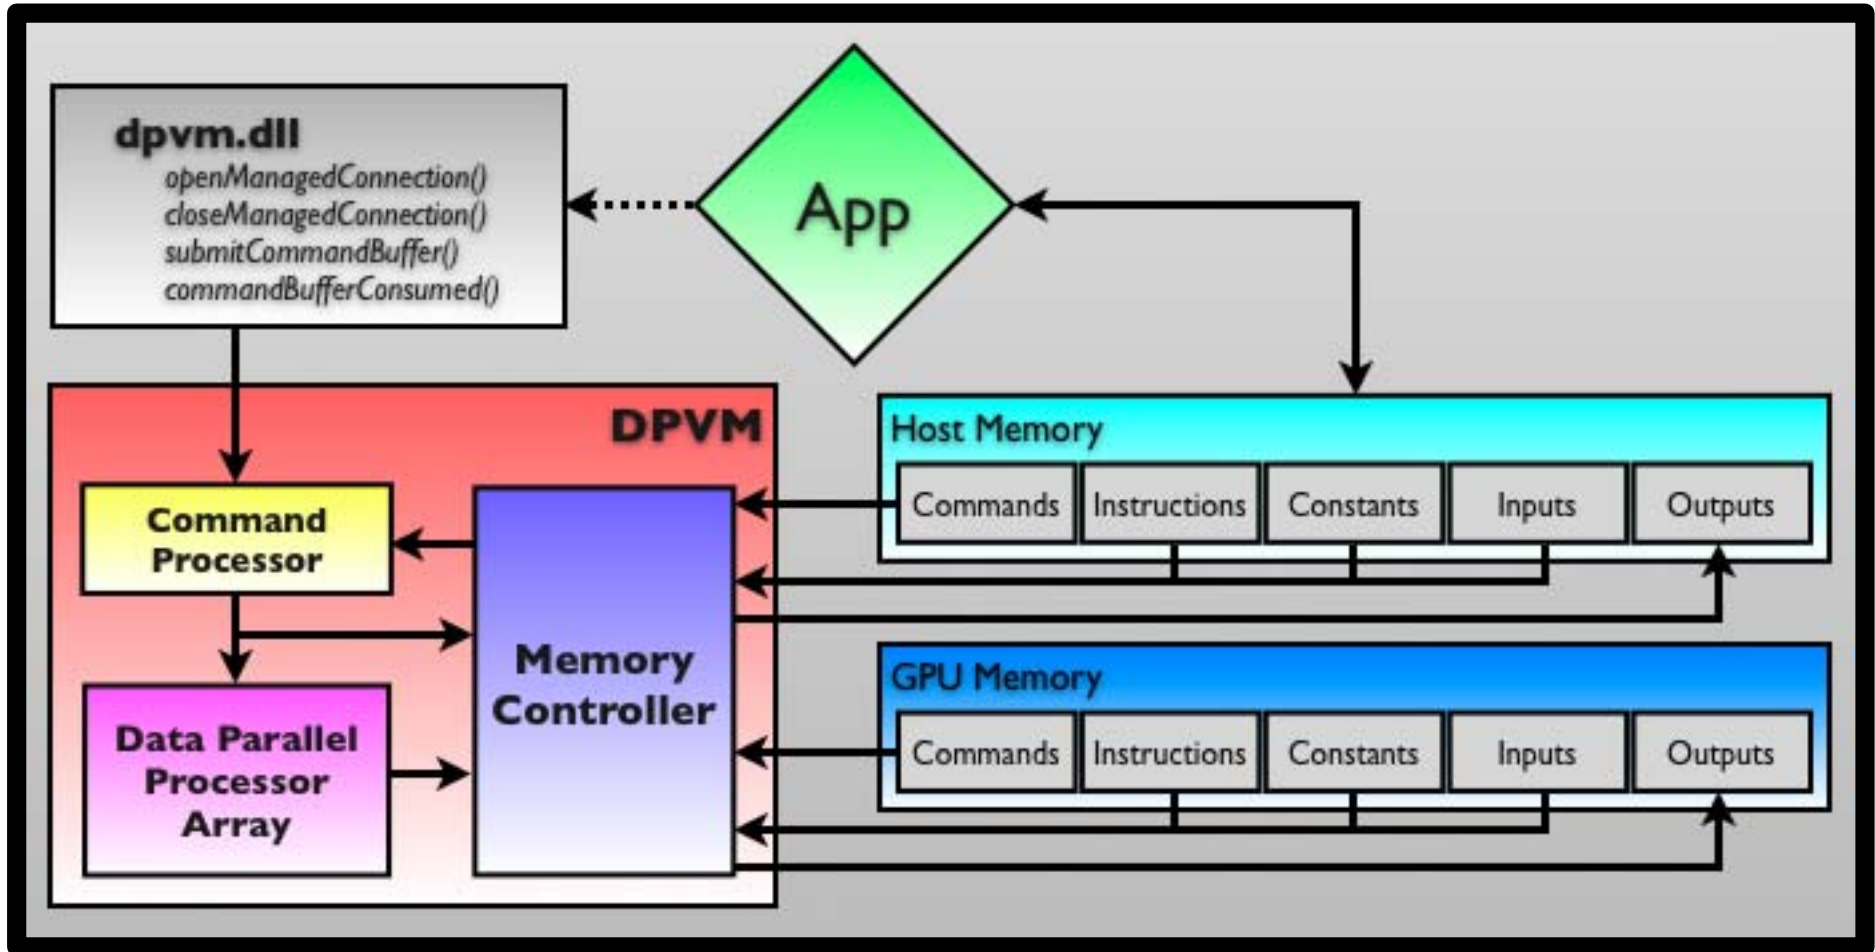 dpvm.dll
openManagedConnection()
closeManagedConnection()
submitCommandBuffer()
commandBufferConsumed()
App
DPVM
Command
Processor
Memory
Controller
Data Parallel
Processor
Array
Host Memory
Commands
Instructions
Constants
Inputs
Outputs
GPU Memory
Commands
Instructions
Constants
Inputs
Outputs